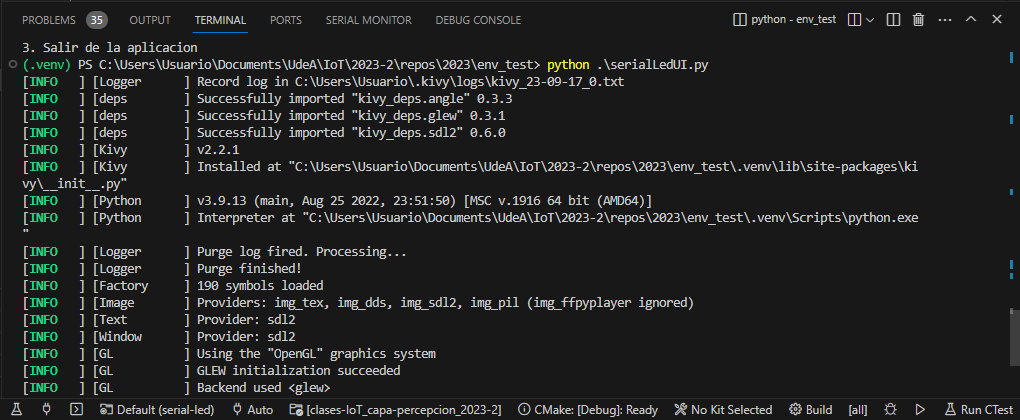 PROBLEMS 35 OUTPUT TERMINAL PORTS SERIAL MONITOR DEBUG CONSOLE python - env_test
3. Salir de la aplicacion
(.venv) PS C:\Users\Usuario\Documents\UdeA\IoT\2023-2\repos\2023\env_test> python .\serialLedUI.py
[INFO   ] [Logger      ] Record log in C:\Users\Usuario\.kivy\logs\kivy_23-09-17_0.txt
[INFO   ] [deps        ] Successfully imported "kivy_deps.angle" 0.3.3
[INFO   ] [deps        ] Successfully imported "kivy_deps.glew" 0.3.1
[INFO   ] [deps        ] Successfully imported "kivy_deps.sdl2" 0.6.0
[INFO   ] [Kivy        ] v2.2.1
[INFO   ] [Kivy        ] Installed at "C:\Users\Usuario\Documents\UdeA\IoT\2023-2\repos\2023\env_test\.venv\lib\site-packages\ki
vy\__init__.py"
[INFO   ] [Python      ] v3.9.13 (main, Aug 25 2022, 23:51:50) [MSC v.1916 64 bit (AMD64)]
[INFO   ] [Python      ] Interpreter at "C:\Users\Usuario\Documents\UdeA\IoT\2023-2\repos\2023\env_test\.venv\Scripts\python.exe
"
[INFO   ] [Logger      ] Purge log fired. Processing...
[INFO   ] [Logger      ] Purge finished!
[INFO   ] [Factory     ] 190 symbols loaded
[INFO   ] [Image       ] Providers: img_tex, img_dds, img_sdl2, img_pil (img_ffpyplayer ignored)
[INFO   ] [Text        ] Provider: sdl2
[INFO   ] [Window      ] Provider: sdl2
[INFO   ] [GL          ] Using the "OpenGL" graphics system
[INFO   ] [GL          ] GLEW initialization succeeded
[INFO   ] [GL          ] Backend used <glew>
Default (serial-led) Auto [clases-IoT_capa-percepcion_2023-2] CMake: [Debug]: Ready No Kit Selected Build [all] Run CTest